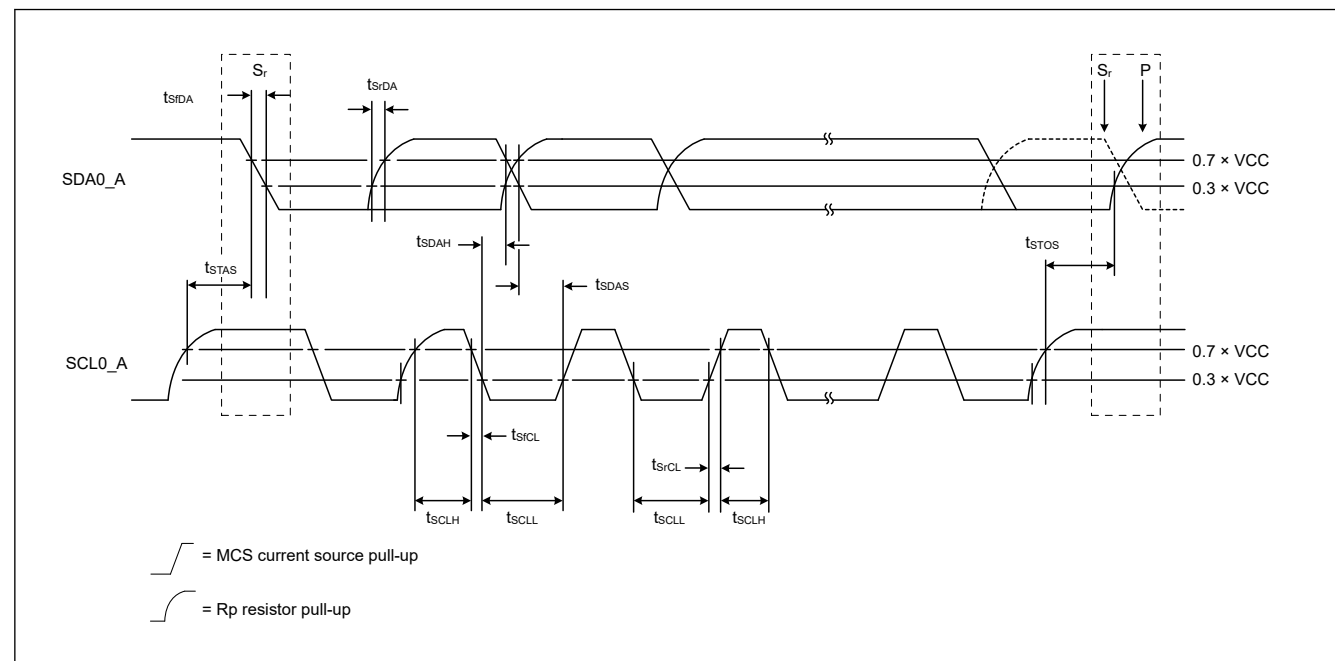 Sr
tSfDA
tSrDA
Sr P
SDA0_A
0.7 × VCC
0.3 × VCC
tSTAS
tSDAH
tSDAS
tSTOS
SCL0_A
0.7 × VCC
0.3 × VCC
tSfCL
tSrCL
tSCLH
tSCLL
tSCLL
tSCLH
= MCS current source pull-up
= Rp resistor pull-up